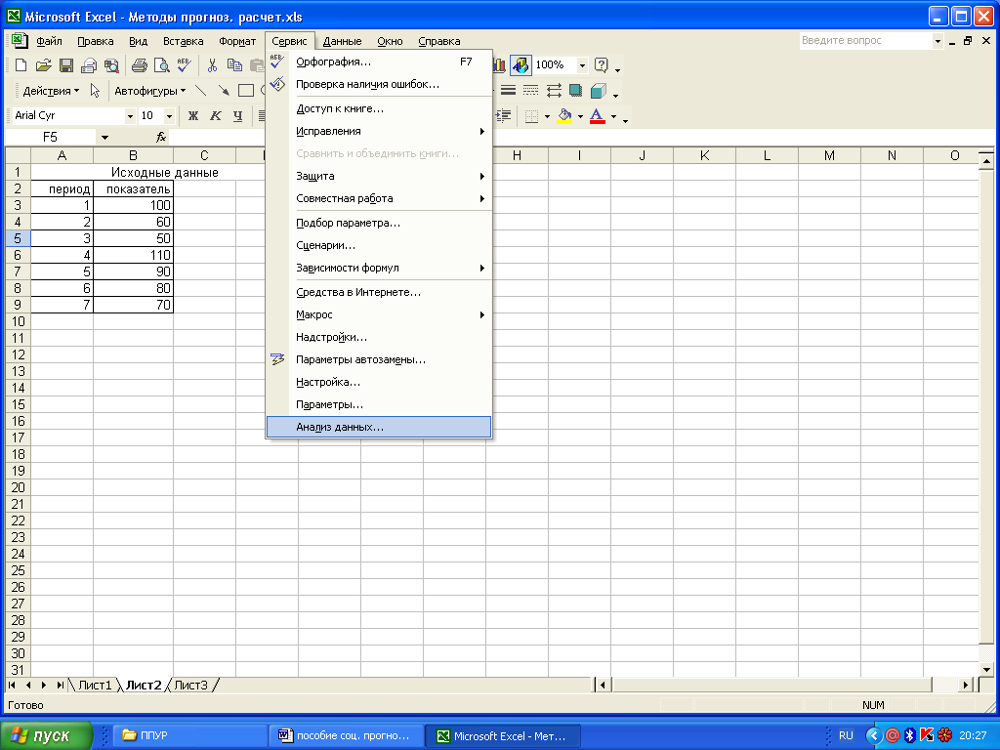 Microsoft Excel - Методы прогноз. расчет.xls
Файл Правка Вид Вставка Формат Сервис Данные Окно Справка Введите вопрос
100%
Действия Автофигуры
Arial Cyr 10 Ж К Ч
F5 fx
A B C H I J K L M N O
Орфография... F7
Проверка наличия ошибок...
Доступ к книге...
Исправления
Сравнить и объединить книги...
Защита
Совместная работа
Подбор параметра...
Сценарии...
Зависимости формул
Средства в Интернете...
Макрос
Надстройки...
Параметры автозамены...
Настройка...
Параметры...
Анализ данных...
1 Исходные данные
2 период показатель
3 1 100
4 2 60
5 3 50
6 4 110
7 5 90
8 6 80
9 7 70
10
11
12
13
14
15
16
17
18
19
20
21
22
23
24
25
26
27
28
29
30
31
Лист1 Лист2 Лист3
Готово NUM
пуск ППУР пособие соц. прогно... Microsoft Excel - Мет... RU 20:27